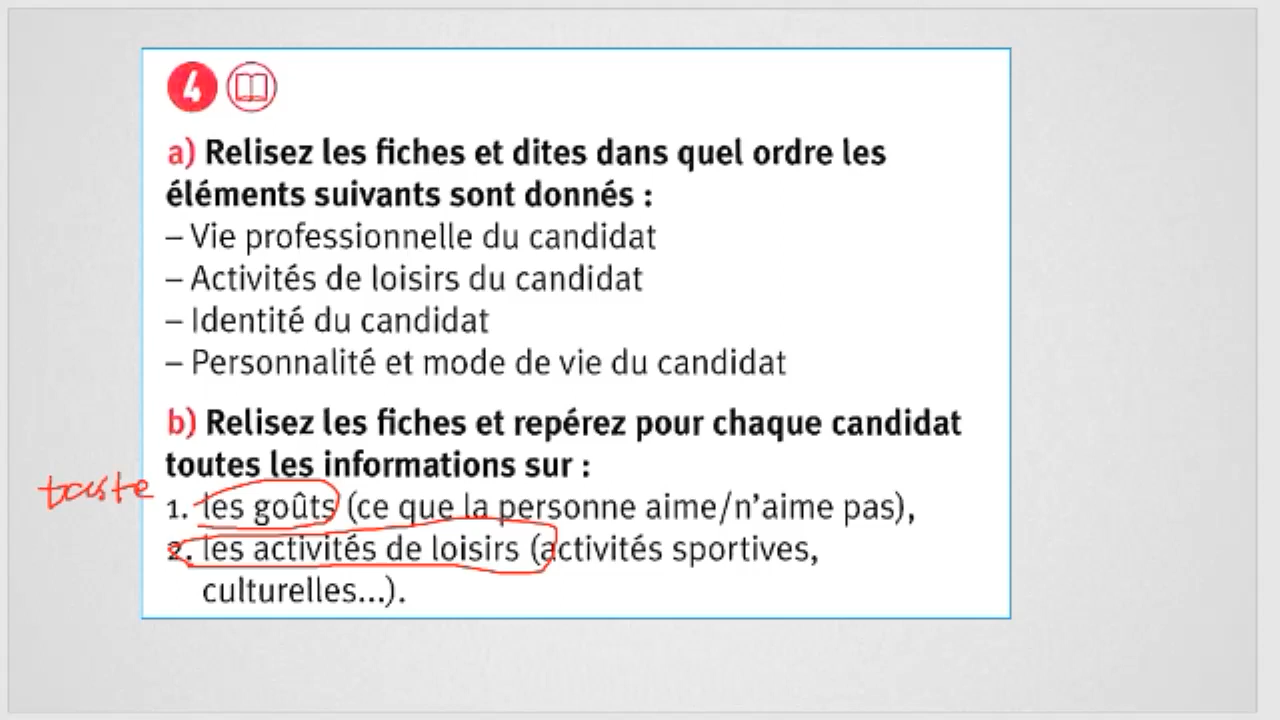 4
a) Relisez les fiches et dites dans quel ordre les
éléments suivants sont donnés :
– Vie professionnelle du candidat
– Activités de loisirs du candidat
– Identité du candidat
– Personnalité et mode de vie du candidat
b) Relisez les fiches et repérez pour chaque candidat
toutes les informations sur :
taste
1. les goûts (ce que la personne aime/n'aime pas),
2. les activités de loisirs (activités sportives,
culturelles...).